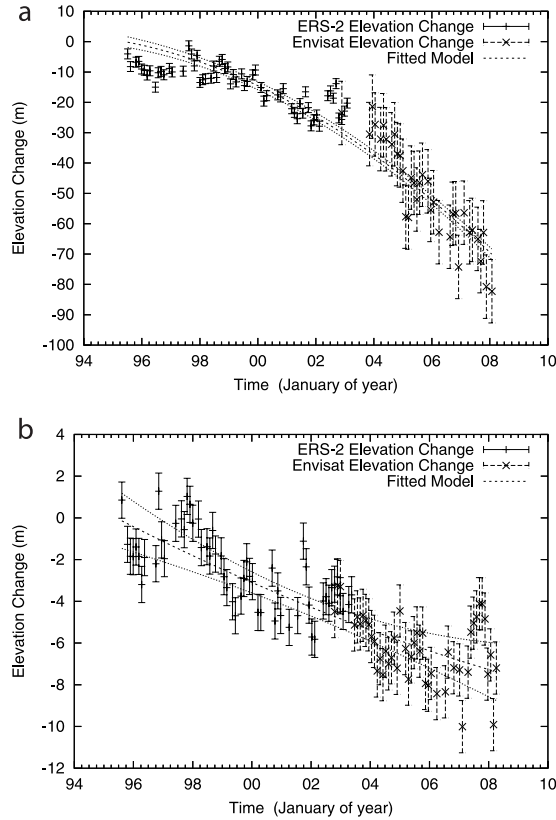 a
ERS-2 Elevation Change
Envisat Elevation Change
Fitted Model
10
0
-10
-20
-30
-40
-50
-60
-70
-80
-90
-100
Elevation Change (m)
94 96 98 00 02 04 06 08 10
Time (January of year)
b
ERS-2 Elevation Change
Envisat Elevation Change
Fitted Model
4
2
0
-2
-4
-6
-8
-10
-12
Elevation Change (m)
94 96 98 00 02 04 06 08 10
Time (January of year)